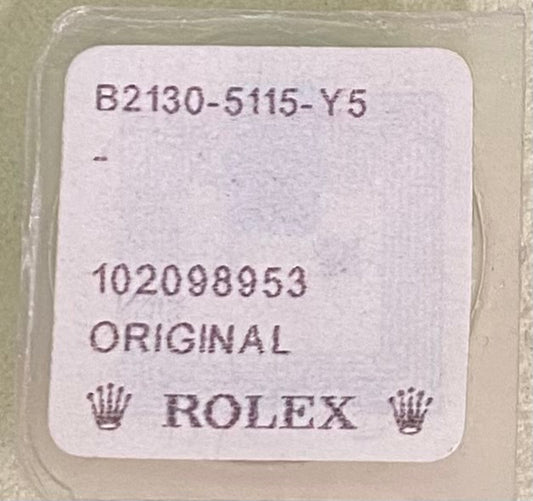 B2130-5115-Y5
-
102098953
ORIGINAL
ROLEX